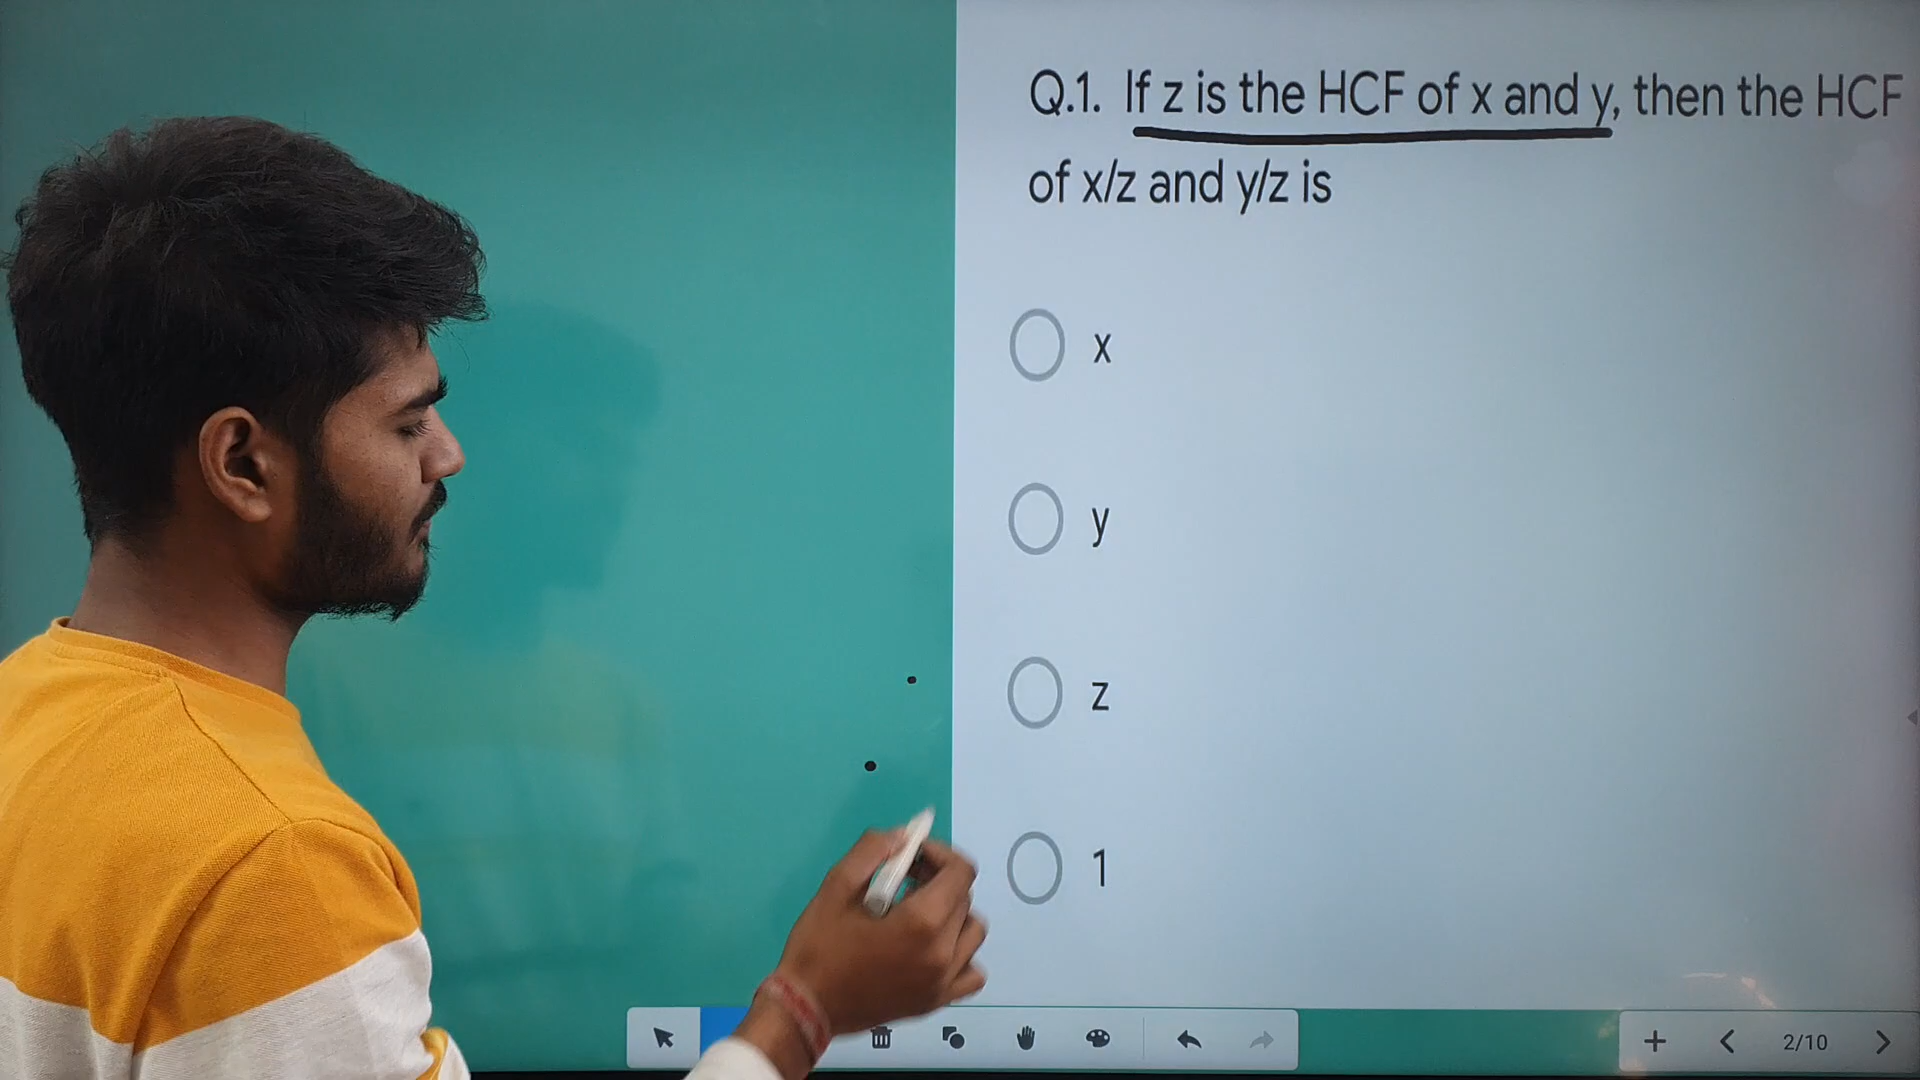 Q.1. If z is the HCF of x and y, then the HCF
of x/z and y/z is
x
y
z
1
2/10